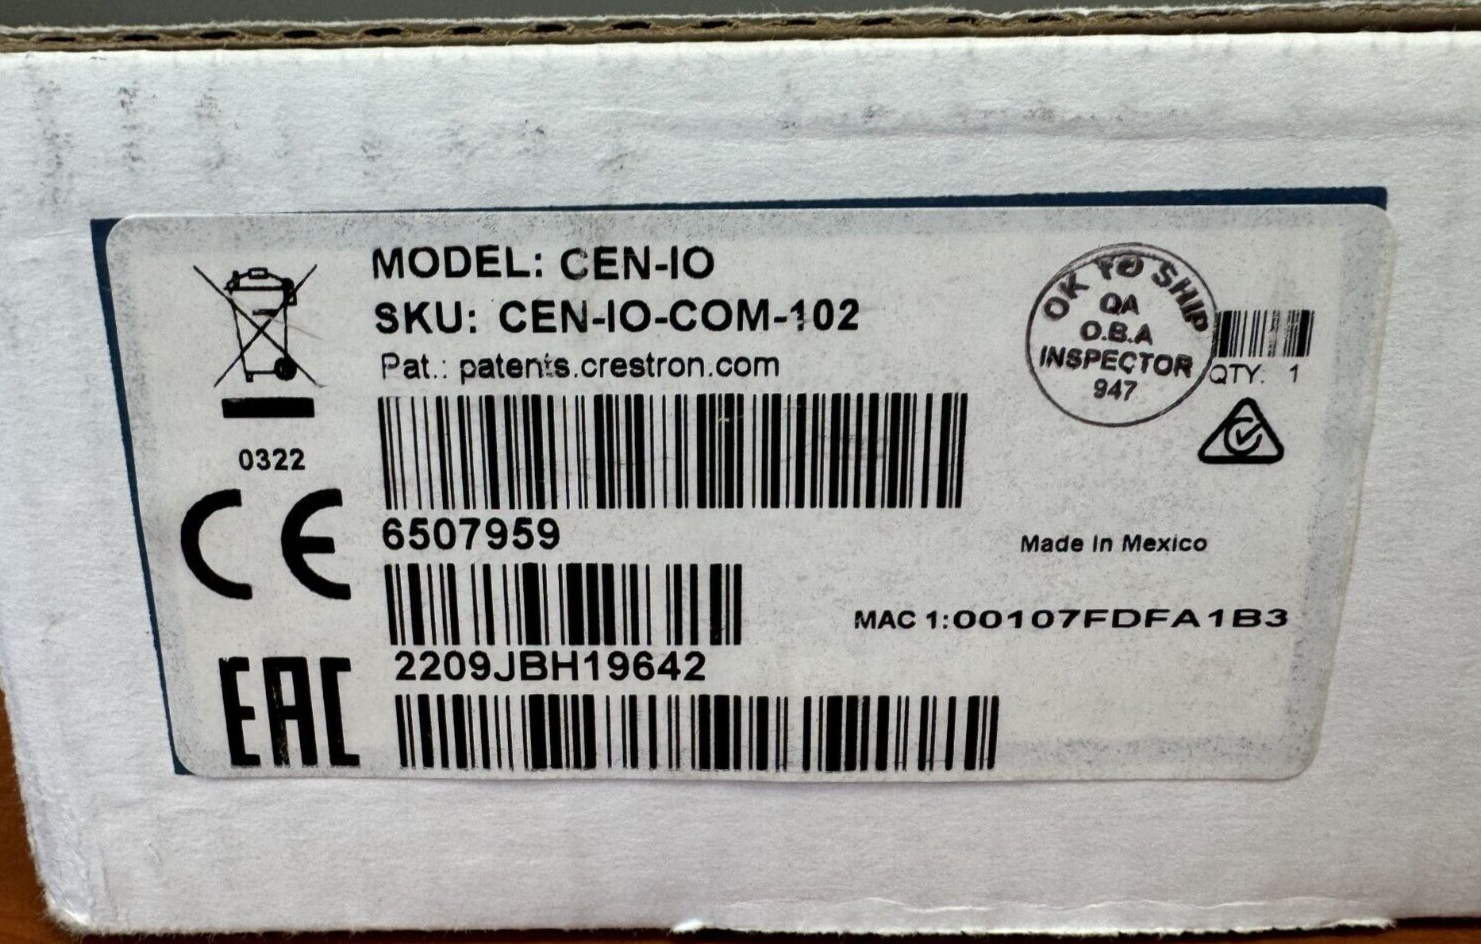 MODEL: CEN-IO
SKU: CEN-IO-COM-102
Pat.: patents.crestron.com
OK TO SHIP
QA
O.B.A
INSPECTOR
947
QTY: 1
0322
CE
6507959
Made In Mexico
MAC 1:00107FDFA1B3
2209JBH19642
EAC